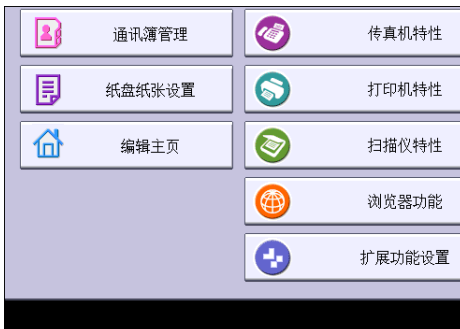 通讯簿管理
传真机特性
纸盘纸张设置
打印机特性
编辑主页
扫描仪特性
浏览器功能
扩展功能设置